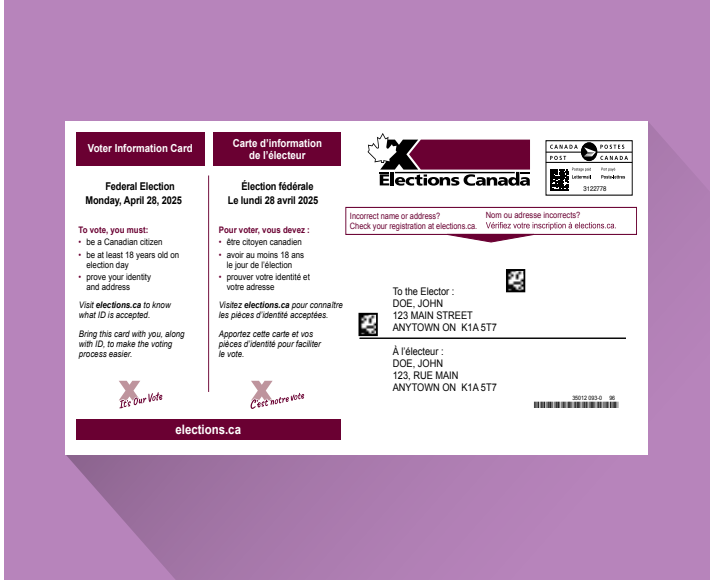 Voter Information Card
Federal Election
Monday, April 28, 2025
To vote, you must:
• be a Canadian citizen
• be at least 18 years old on
election day
• prove your identity
and address
Visit elections.ca to know
what ID is accepted.
Bring this card with you, along
with ID, to make the voting
process easier.
It's Our Vote
Carte d'information
de l'électeur
Élection fédérale
Le lundi 28 avril 2025
Pour voter, vous devez :
• être citoyen canadien
• avoir au moins 18 ans
le jour de l'élection
• prouver votre identité et
votre adresse
Visitez elections.ca pour connaître
les pièces d'identité acceptées.
Apportez cette carte et vos
pièces d'identité pour faciliter
le vote.
C'est notre vote
elections.ca
Elections Canada
CANADA POSTES
POST CANADA
Postage paid Port payé
Lettermail Poste-lettres
3122778
Incorrect name or address?
Check your registration at elections.ca.
Nom ou adresse incorrects?
Vérifiez votre inscription à elections.ca.
To the Elector :
DOE, JOHN
123 MAIN STREET
ANYTOWN ON K1A 5T7
À l'électeur :
DOE, JOHN
123, RUE MAIN
ANYTOWN ON K1A 5T7
35012 093-0 96